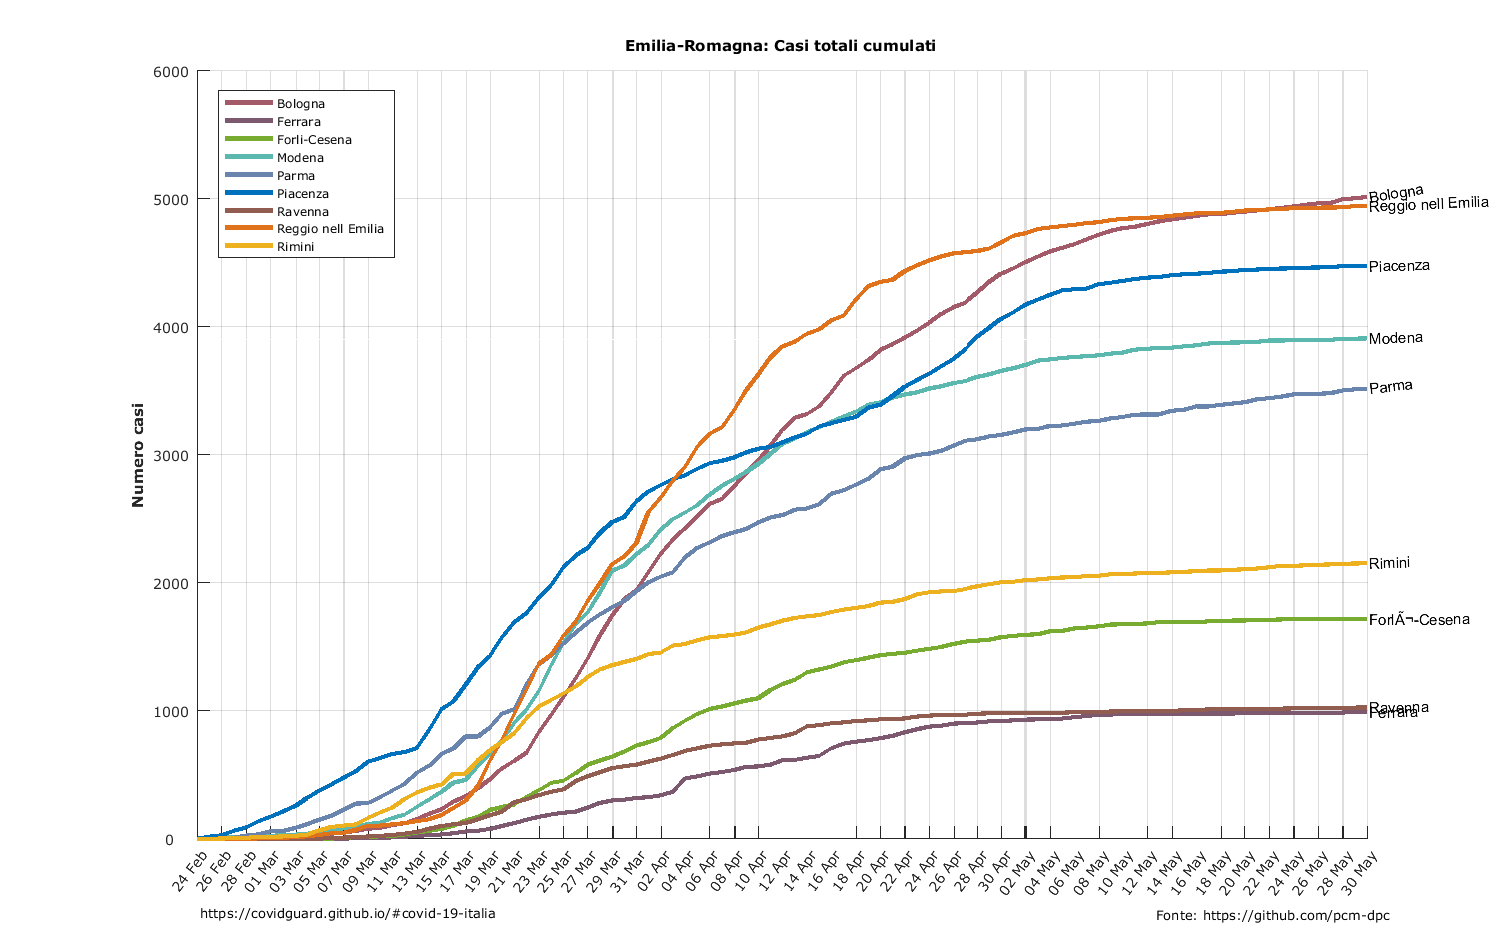 Emilia-Romagna: Casi totali cumulati
6000
5000
4000
3000
2000
1000
0
Numero casi
Bologna
Ferrara
Forlì-Cesena
Modena
Parma
Piacenza
Ravenna
Reggio nell Emilia
Rimini
Bologna
Reggio nell Emilia
Piacenza
Modena
Parma
Rimini
ForlÃ¬-Cesena
Ravenna
Ferrara
24 Feb
26 Feb
28 Feb
01 Mar
03 Mar
05 Mar
07 Mar
09 Mar
11 Mar
13 Mar
15 Mar
17 Mar
19 Mar
21 Mar
23 Mar
25 Mar
27 Mar
29 Mar
31 Mar
02 Apr
04 Apr
06 Apr
08 Apr
10 Apr
12 Apr
14 Apr
16 Apr
18 Apr
20 Apr
22 Apr
24 Apr
26 Apr
28 Apr
30 Apr
02 May
04 May
06 May
08 May
10 May
12 May
14 May
16 May
18 May
20 May
22 May
24 May
26 May
28 May
30 May
https://covidguard.github.io/#covid-19-italia
Fonte: https://github.com/pcm-dpc